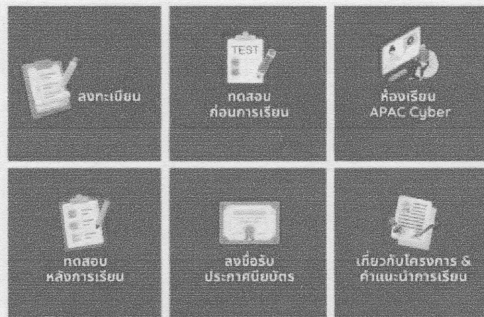 ลงทะเบียน
TEST
ทดสอบ
ก่อนการเรียน
ห้องเรียน
APAC Cyber
ทดสอบ
หลังการเรียน
ลงชื่อรับ
ประกาศนียบัตร
เกี่ยวกับโครงการ &
คำแนะนำการเรียน